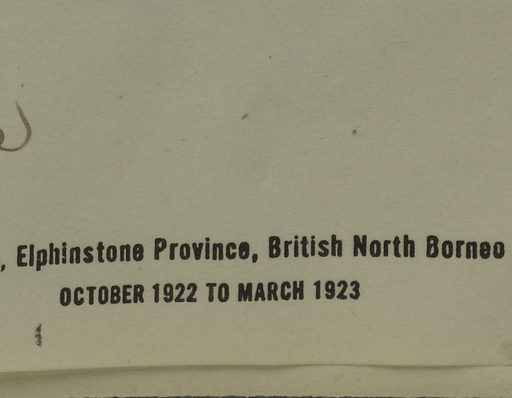 , Elphinstone Province, British North Borneo
OCTOBER 1922 TO MARCH 1923